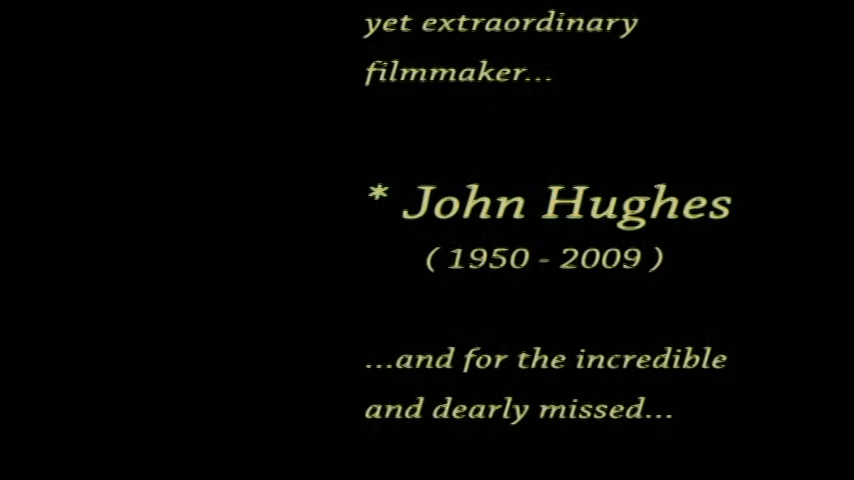 yet extraordinary
filmmaker...
* John Hughes
( 1950 - 2009 )
...and for the incredible
and dearly missed...